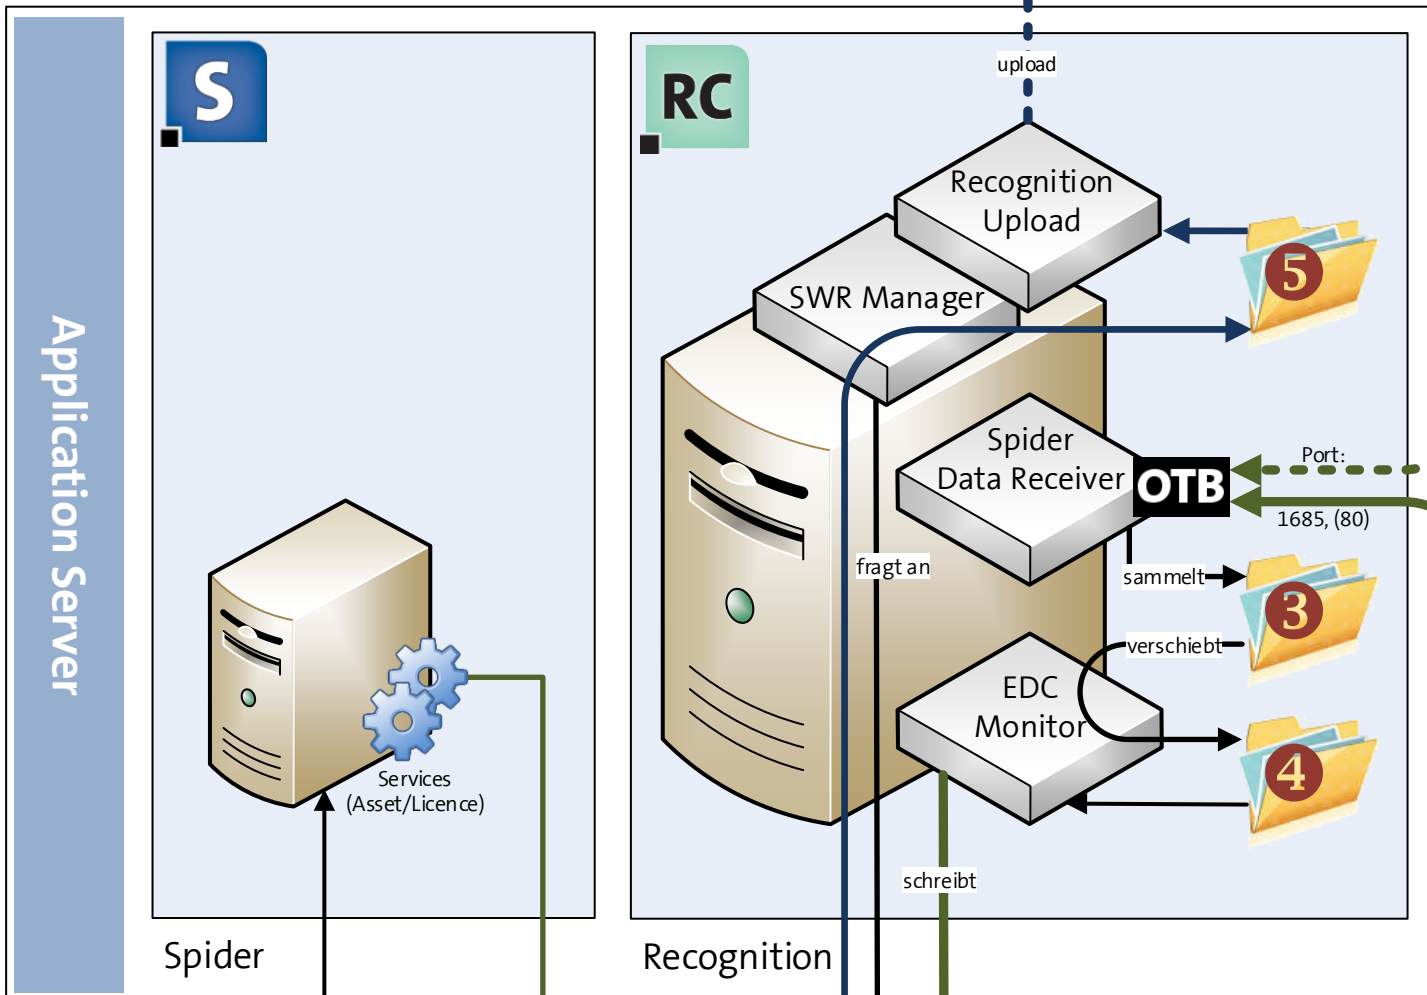 Application Server
S
RC
upload
Recognition
Upload
5
SWR Manager
Spider
Data Receiver
OTB
Port:
1685, (80)
fragt an
sammelt
3
verschiebt
EDC
Monitor
4
Services
(Asset/Licence)
schreibt
Spider
Recognition